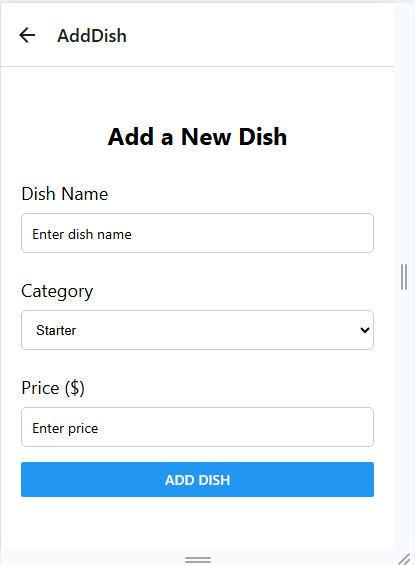 AddDish
Add a New Dish
Dish Name
Enter dish name
Category
Starter
Price ($)
Enter price
ADD DISH